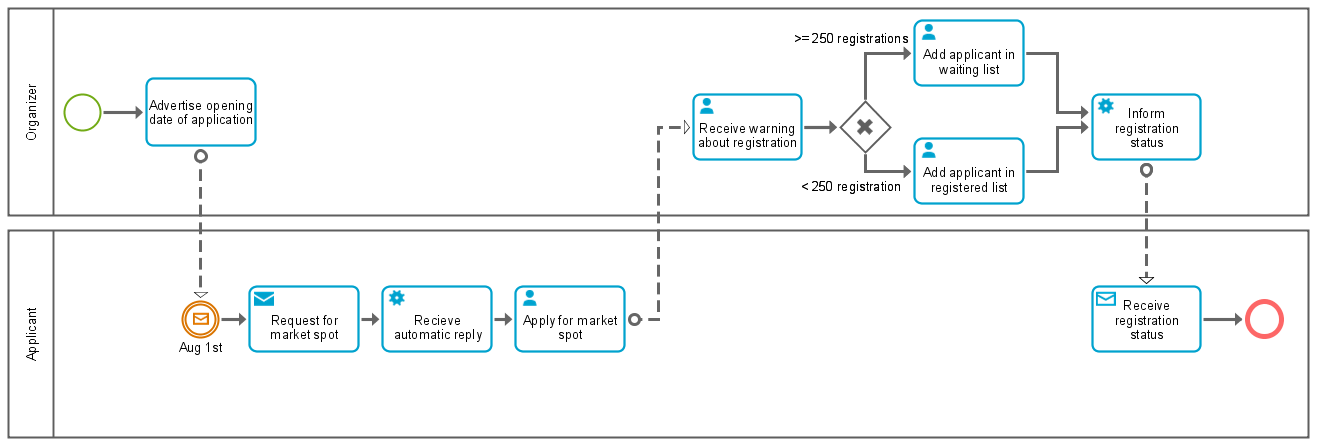 Organizer
Advertise opening
date of application
Receive warning
about registration
>= 250 registrations
< 250 registration
Add applicant in
waiting list
Add applicant in
registered list
Inform
registration
status
Applicant
Aug 1st
Request for
market spot
Recieve
automatic reply
Apply for market
spot
Receive
registration
status